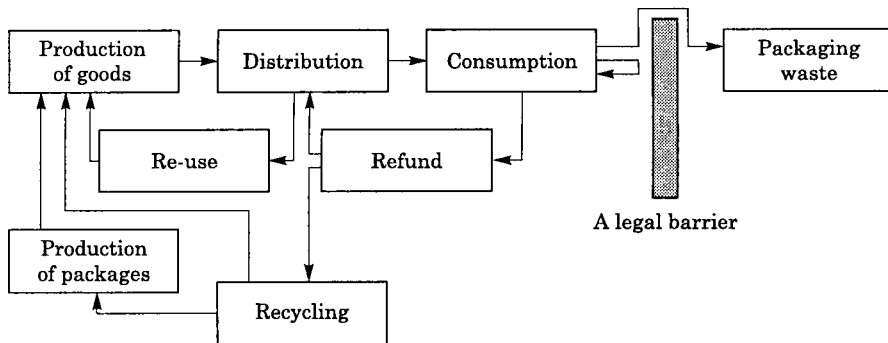 Production
of goods
Distribution
Consumption
Packaging
waste
Re-use
Refund
A legal barrier
Production
of packages
Recycling